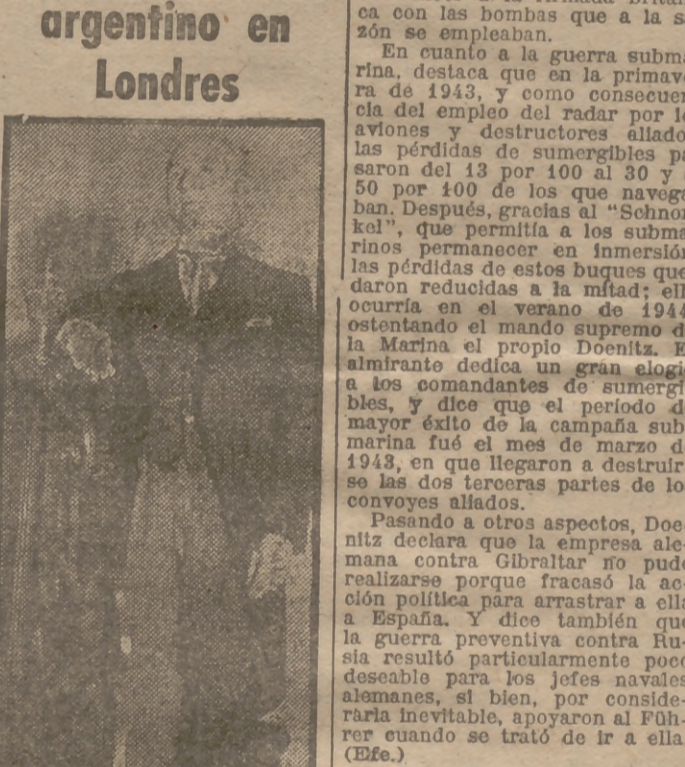 argentino en
Londres
ca con las bombas que a la
zón se empleaban.
En cuanto a la guerra subma
rina, destaca que en la primave
ra de 1943, y como consecuen
cia del empleo del radar por
aviones y destructores aliado
las pérdidas de sumergibles pa
saron del 13 por 100 al 30 y
50 por 100 de los que navega
ban. Después, gracias al "Schnor
kel", que permitía a los subma
rinos permanecer en inmersión
las pérdidas de estos buques que
daron reducidas a la mitad; ell
ocurría en el verano de 1944
ostentando el mando supremo d
la Marina el propio Doenitz. E
almirante dedica un gran elogi
a los comandantes de sumergi
bles, y dice que el período d
mayor éxito de la campaña sub
marina fué el mes de marzo d
1943, en que llegaron a destruir
se las dos terceras partes de lo
convoyes aliados.
Pasando a otros aspectos, Doe-
nitz declara que la empresa ale-
mana contra Gibraltar no pudo
realizarse porque fracasó la ac-
ción política para arrastrar a ella
a España. Y dice también que
la guerra preventiva contra Ru-
sia resultó particularmente poco
deseable para los jefes navales
alemanes, si bien, por conside-
rarla inevitable, apoyaron al Füh-
rer cuando se trató de ir a ella.
(Efe.)